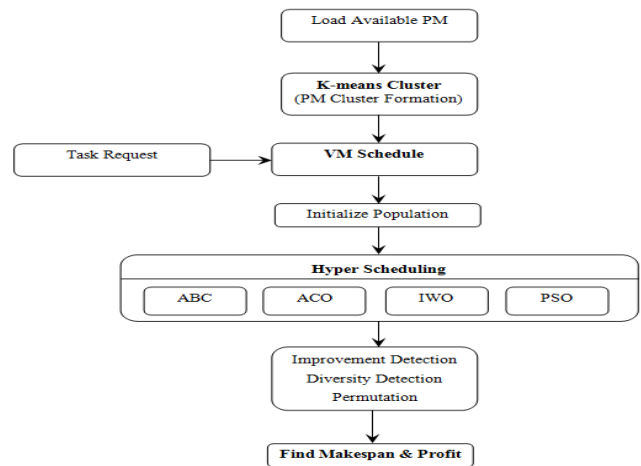 Load Available PM
K-means Cluster
(PM Cluster Formation)
Task Request
VM Schedule
Initialize Population
Hyper Scheduling
ABC
ACO
IWO
PSO
Improvement Detection
Diversity Detection
Permutation
Find Makespan & Profit